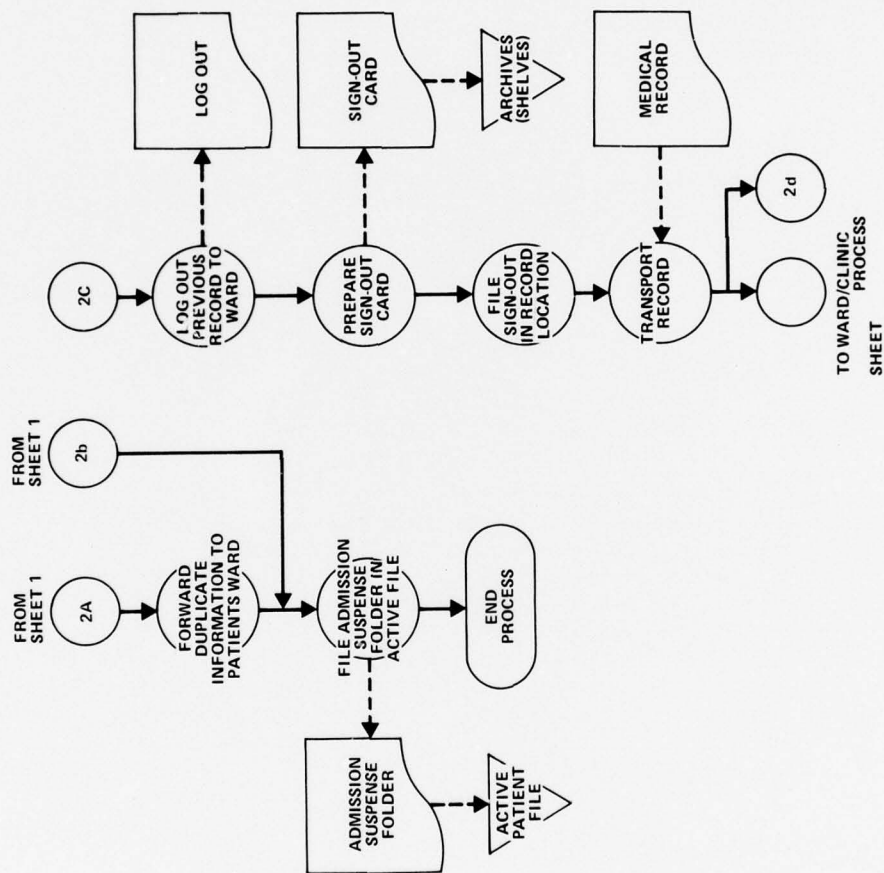 FROM
SHEET 1
2A
FORWARD
DUPLICATE
INFORMATION TO
PATIENTS WARD
FROM
SHEET 1
2b
FILE ADMISSION
SUSPENSE
FOLDER IN
ACTIVE FILE
ADMISSION
SUSPENSE
FOLDER
ACTIVE
PATIENT
FILE
END
PROCESS
2C
LOG OUT
PREVIOUS
RECORD TO
WARD
LOG OUT
PREPARE
SIGN-OUT
CARD
SIGN-OUT
CARD
ARCHIVES
(SHELVES)
FILE
SIGN-OUT
IN RECORD
LOCATION
TRANSPORT
RECORD
MEDICAL
RECORD
2d
TO WARD/CLINIC
PROCESS
SHEET